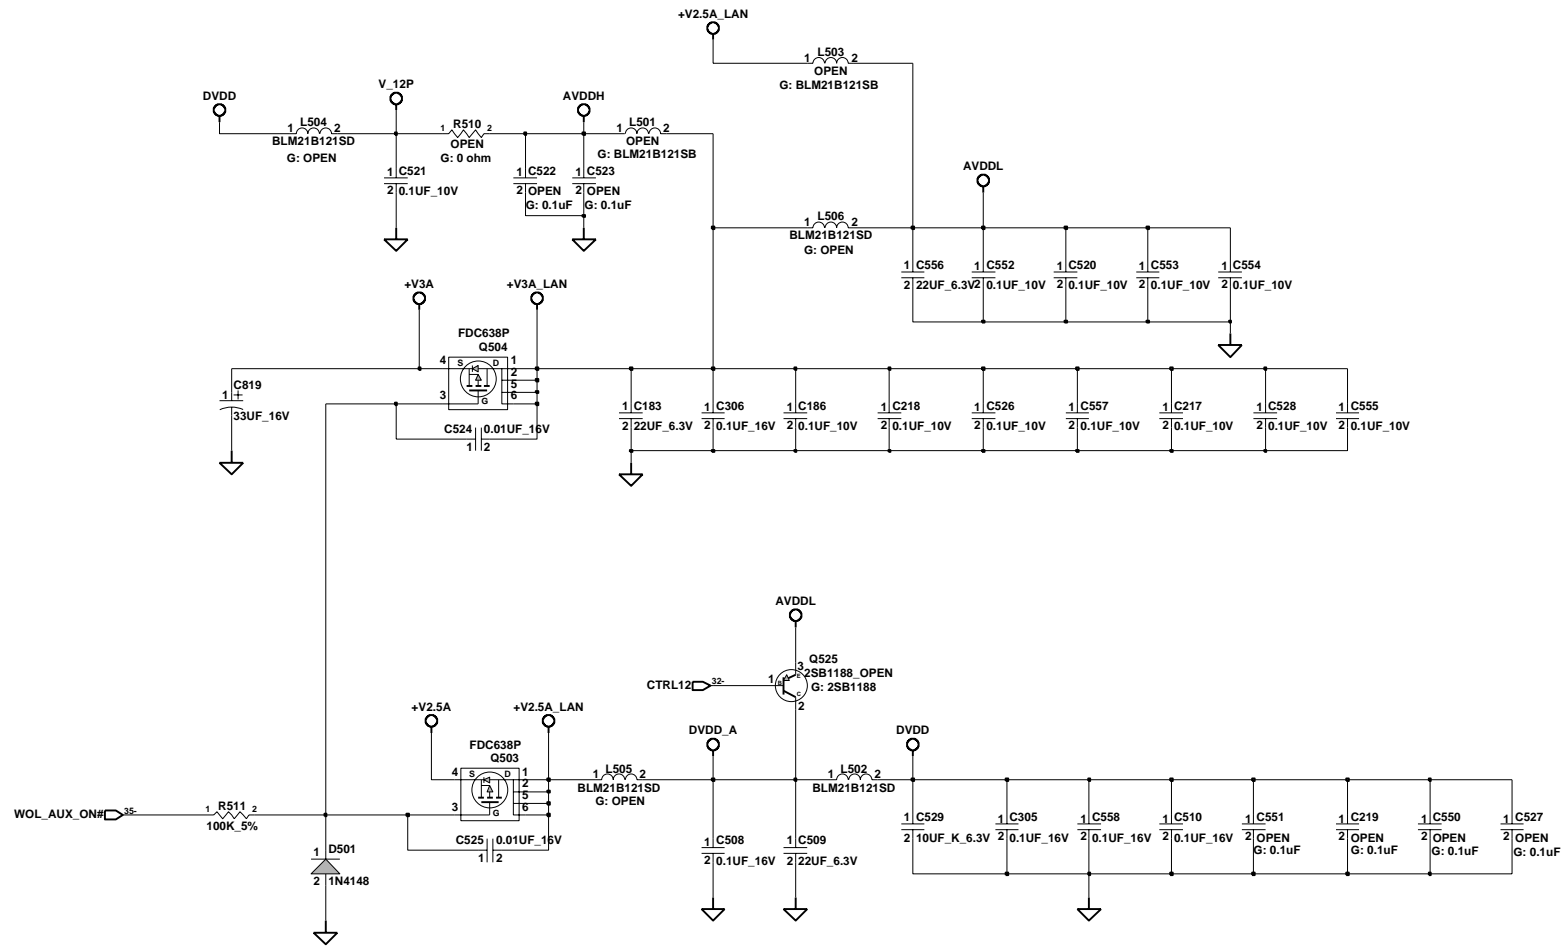 +V2.5A_LAN
1 L503 2
OPEN
G: BLM21B121SB
DVDD
V_12P
AVDDH
1 L504 2
BLM21B121SD
G: OPEN
1 R510 2
OPEN
G: 0 ohm
1 L501 2
OPEN
G: BLM21B121SB
1 C521
2 0.1UF_10V
1 C522
2 OPEN
G: 0.1uF
1 C523
2 OPEN
G: 0.1uF
AVDDL
1 L506 2
BLM21B121SD
G: OPEN
1 C556
2 22UF_6.3V
1 C552
2 0.1UF_10V
1 C520
2 0.1UF_10V
1 C553
2 0.1UF_10V
1 C554
2 0.1UF_10V
+V3A
+V3A_LAN
FDC638P
Q504
4 S D 1
2
5
3 G 6
1 + C819
33UF_16V
C524 0.01UF_16V
1 2
1 C183
2 22UF_6.3V
1 C306
2 0.1UF_16V
1 C186
2 0.1UF_10V
1 C218
2 0.1UF_10V
1 C526
2 0.1UF_10V
1 C557
2 0.1UF_10V
1 C217
2 0.1UF_10V
1 C528
2 0.1UF_10V
1 C555
2 0.1UF_10V
AVDDL
Q525
2SB1188_OPEN
G: 2SB1188
3 E
1 B
C
2
CTRL12 32-
+V2.5A
+V2.5A_LAN
FDC638P
Q503
4 S D 1
2
5
3 G 6
DVDD_A
DVDD
1 L505 2
BLM21B121SD
G: OPEN
1 L502 2
BLM21B121SD
WOL_AUX_ON# 35-
1 R511 2
100K_5%
C525 0.01UF_16V
1 2
1 D501
2 1N4148
1 C508
2 0.1UF_16V
1 C509
2 22UF_6.3V
1 C529
2 10UF_K_6.3V
1 C305
2 0.1UF_16V
1 C558
2 0.1UF_16V
1 C510
2 0.1UF_16V
1 C551
2 OPEN
G: 0.1uF
1 C219
2 OPEN
G: 0.1uF
1 C550
2 OPEN
G: 0.1uF
1 C527
2 OPEN
G: 0.1uF